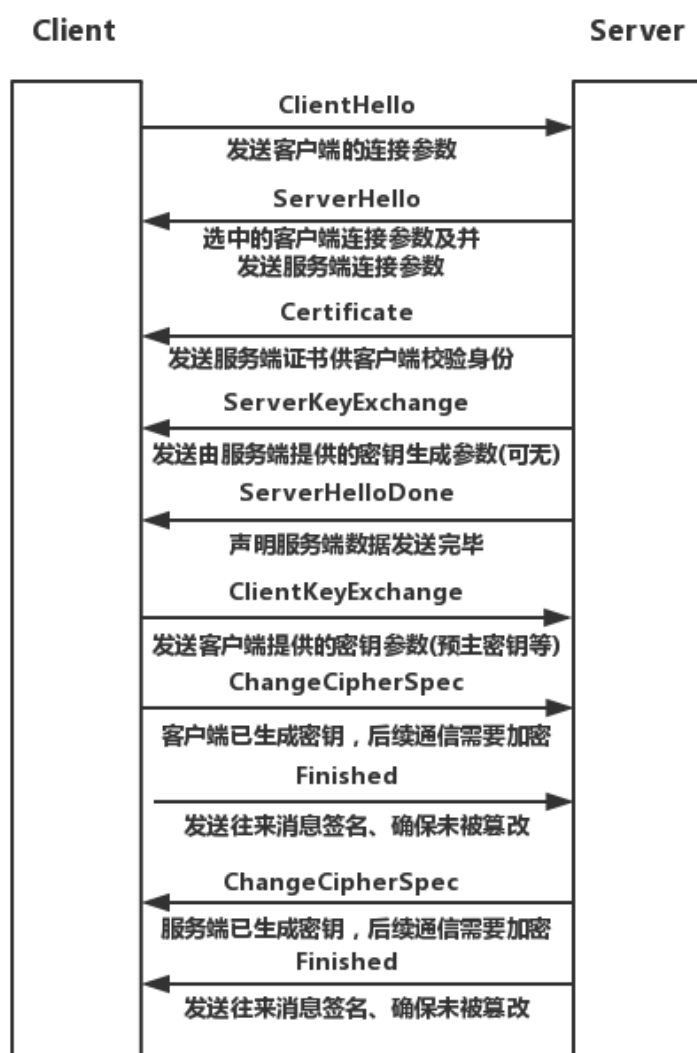 Client
Server
ClientHello
发送客户端的连接参数
ServerHello
选中的客户端连接参数及并
发送服务端连接参数
Certificate
发送服务端证书供客户端校验身份
ServerKeyExchange
发送由服务端提供的密钥生成参数(可无)
ServerHelloDone
声明服务端数据发送完毕
ClientKeyExchange
发送客户端提供的密钥参数(预主密钥等)
ChangeCipherSpec
客户端已生成密钥，后续通信需要加密
Finished
发送往来消息签名、确保未被篡改
ChangeCipherSpec
服务端已生成密钥，后续通信需要加密
Finished
发送往来消息签名、确保未被篡改